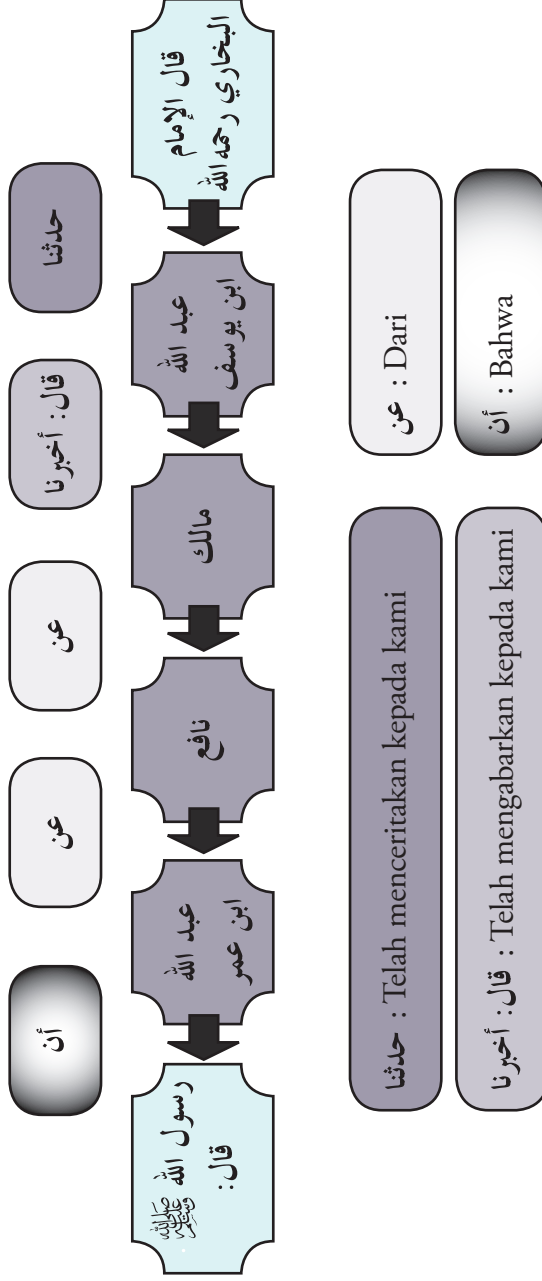 حدثنا
قال: أخبرنا
عن
عن
أن
قال الإمام
البخاري رحمه الله
عبد الله
ابن يوسف
مالك
نافع
عبد الله
ابن عمر
رسول الله ﷺ
قال:
حدثنا : Telah menceritakan kepada kami
عن : Dari
قال: أخبرنا : Telah mengabarkan kepada kami
أن : Bahwa